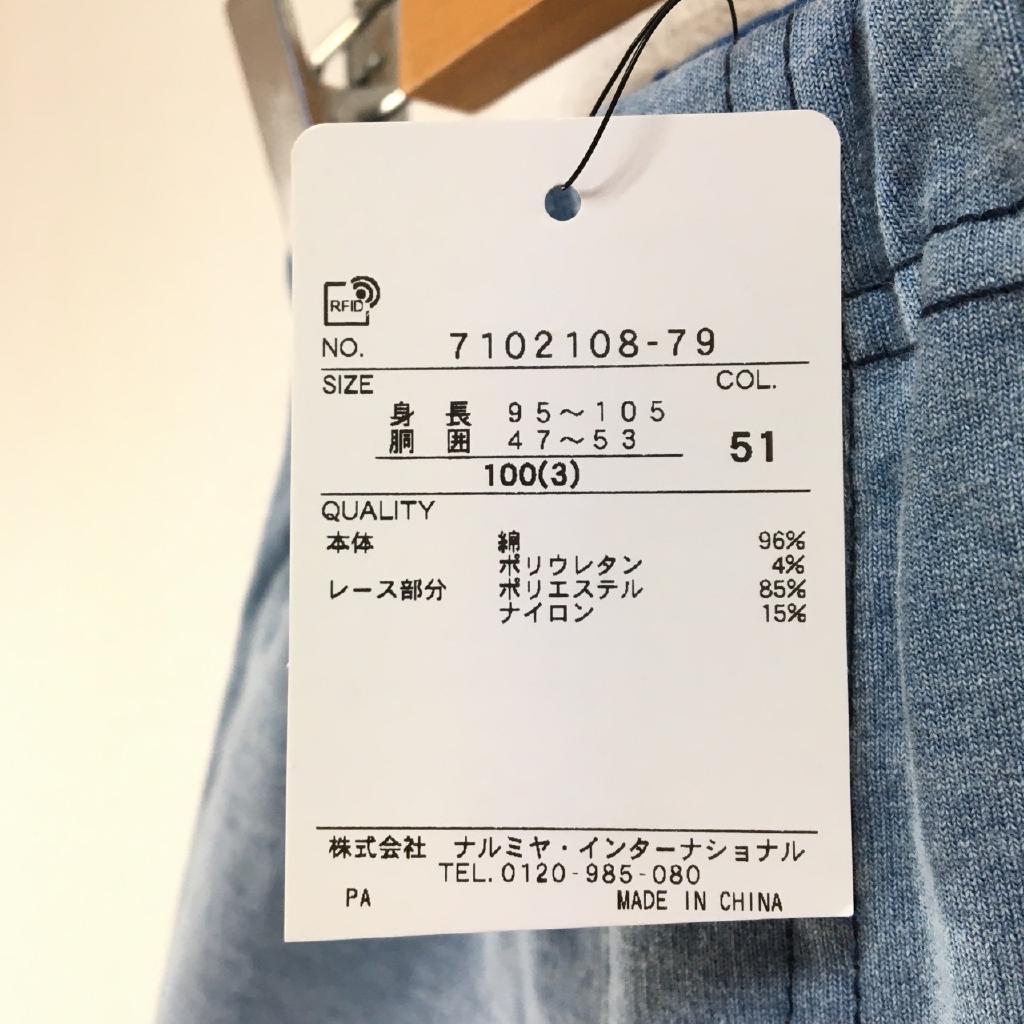 RFID
NO. 7102108-79
SIZE COL.
身長 95～105
胴囲 47～53
51
100(3)
QUALITY
本体 綿 96%
ポリウレタン 4%
レース部分 ポリエステル 85%
ナイロン 15%
株式会社 ナルミヤ・インターナショナル
TEL.0120-985-080
PA MADE IN CHINA